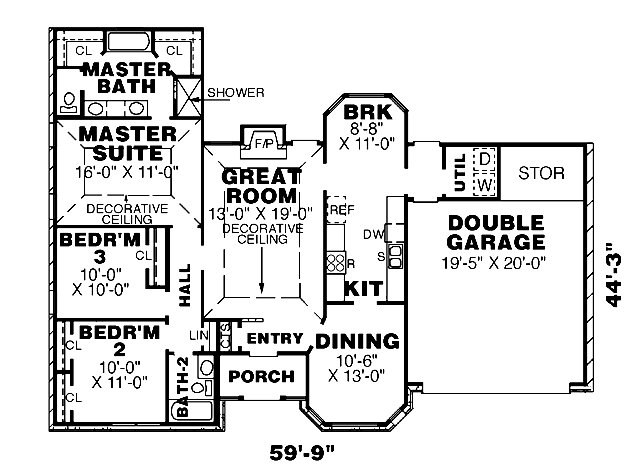 CL
CL
MASTER
BATH
SHOWER
MASTER
SUITE
16'-0" X 11'-0"
DECORATIVE
CEILING
F/P
GREAT
ROOM
13'-0" X 19'-0"
DECORATIVE
CEILING
BRK
8'-8"
X 11'-0"
UTIL
D
W
STOR
REF
DW
S
R
KIT
DOUBLE
GARAGE
19'-5" X 20'-0"
44'-3"
BEDR'M
3
10'-0"
X 10'-0"
CL
HALL
BEDR'M
2
10'-0"
X 11'-0"
CL
CL
LIN
CLS
ENTRY
BATH-2
PORCH
DINING
10'-6"
X 13'-0"
59'-9"